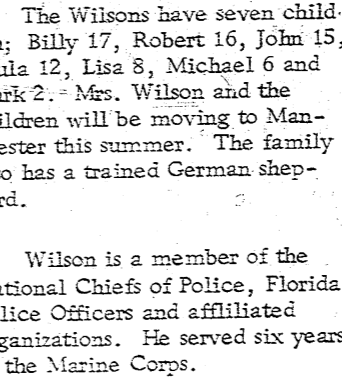 The Wilsons have seven child-
n; Billy 17, Robert 16, John 15,
ula 12, Lisa 8, Michael 6 and
rk 2. Mrs. Wilson and the
ildren will be moving to Man-
ester this summer. The family
o has a trained German shep-
rd.
Wilson is a member of the
ational Chiefs of Police, Florida
lice Officers and affliliated
ganizations. He served six years
the Marine Corps.